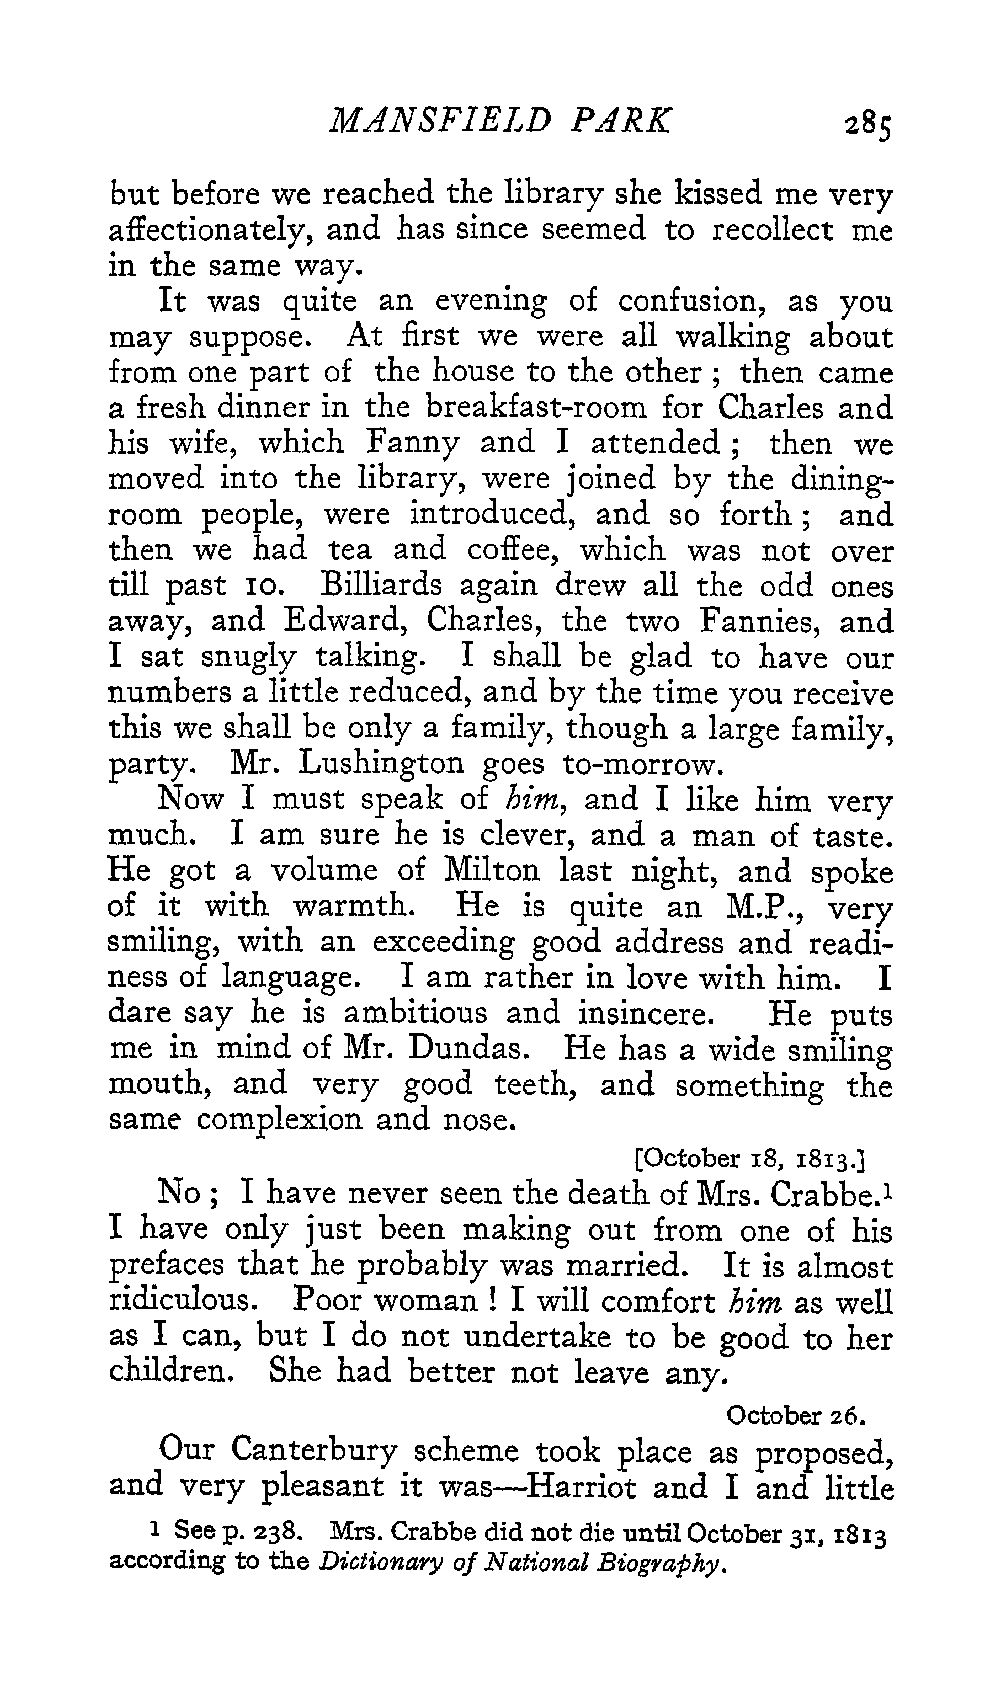 MANSFIELD PARK 285
but before we reached the library she kissed me very
affectionately, and has since seemed to recollect me
in the same way.
It was quite an evening of confusion, as you
may suppose. At first we were all walking about
from one part of the house to the other ; then came
a fresh dinner in the breakfast-room for Charles and
his wife, which Fanny and I attended ; then we
moved into the library, were joined by the dining-
room people, were introduced, and so forth ; and
then we had tea and coffee, which was not over
till past 10. Billiards again drew all the odd ones
away, and Edward, Charles, the two Fannies, and
I sat snugly talking. I shall be glad to have our
numbers a little reduced, and by the time you receive
this we shall be only a family, though a large family,
party. Mr. Lushington goes to-morrow.
Now I must speak of him, and I like him very
much. I am sure he is clever, and a man of taste.
He got a volume of Milton last night, and spoke
of it with warmth. He is quite an M.P., very
smiling, with an exceeding good address and readi-
ness of language. I am rather in love with him. I
dare say he is ambitious and insincere. He puts
me in mind of Mr. Dundas. He has a wide smiling
mouth, and very good teeth, and something the
same complexion and nose.
[October 18, 1813.]
No ; I have never seen the death of Mrs. Crabbe.1
I have only just been making out from one of his
prefaces that he probably was married. It is almost
ridiculous. Poor woman ! I will comfort him as well
as I can, but I do not undertake to be good to her
children. She had better not leave any.
October 26.
Our Canterbury scheme took place as proposed,
and very pleasant it was—Harriot and I and little
1 See p. 238. Mrs. Crabbe did not die until October 31, 1813
according to the Dictionary of National Biography.